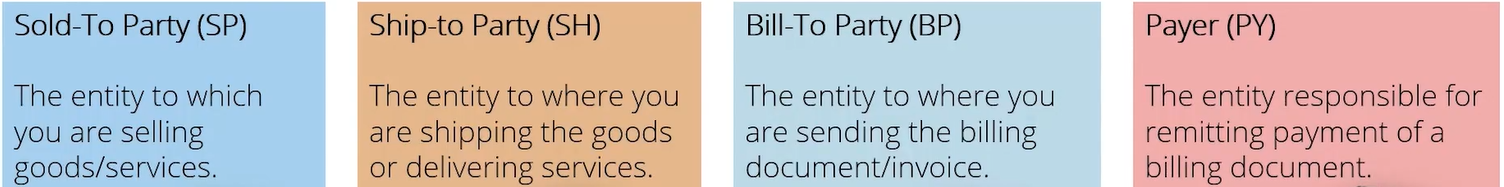 Sold-To Party (SP)
The entity to which
you are selling
goods/services.
Ship-to Party (SH)
The entity to where you
are shipping the goods
or delivering services.
Bill-To Party (BP)
The entity to where you
are sending the billing
document/invoice.
Payer (PY)
The entity responsible for
remitting payment of a
billing document.